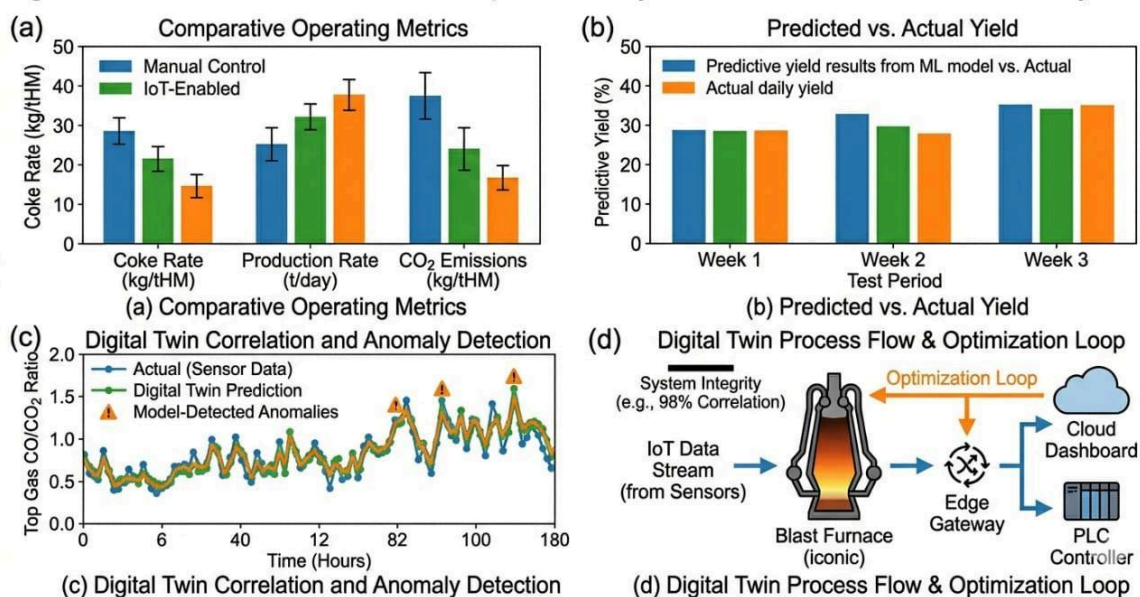 (a) Comparative Operating Metrics
50
40
30
20
10
0
Coke Rate (kg/tHM)
Manual Control
IoT-Enabled
Coke Rate
(kg/tHM)
Production Rate
(t/day)
CO₂ Emissions
(kg/tHM)
(a) Comparative Operating Metrics
(b) Predicted vs. Actual Yield
50
40
30
20
10
0
Predictive Yield (%)
Predictive yield results from ML model vs. Actual
Actual daily yield
Week 1 Week 2 Week 3
Test Period
(b) Predicted vs. Actual Yield
(c) Digital Twin Correlation and Anomaly Detection
2.0
1.5
1.0
0.5
0.0
Top Gas CO/CO₂ Ratio
Actual (Sensor Data)
Digital Twin Prediction
Model-Detected Anomalies
! ! !
0 6 40 12 82 100 180
Time (Hours)
(c) Digital Twin Correlation and Anomaly Detection
(d) Digital Twin Process Flow & Optimization Loop
System Integrity
(e.g., 98% Correlation)
Optimization Loop
IoT Data
Stream
(from Sensors)
Blast Furnace
(iconic)
Edge
Gateway
Cloud
Dashboard
PLC
Controller
(d) Digital Twin Process Flow & Optimization Loop